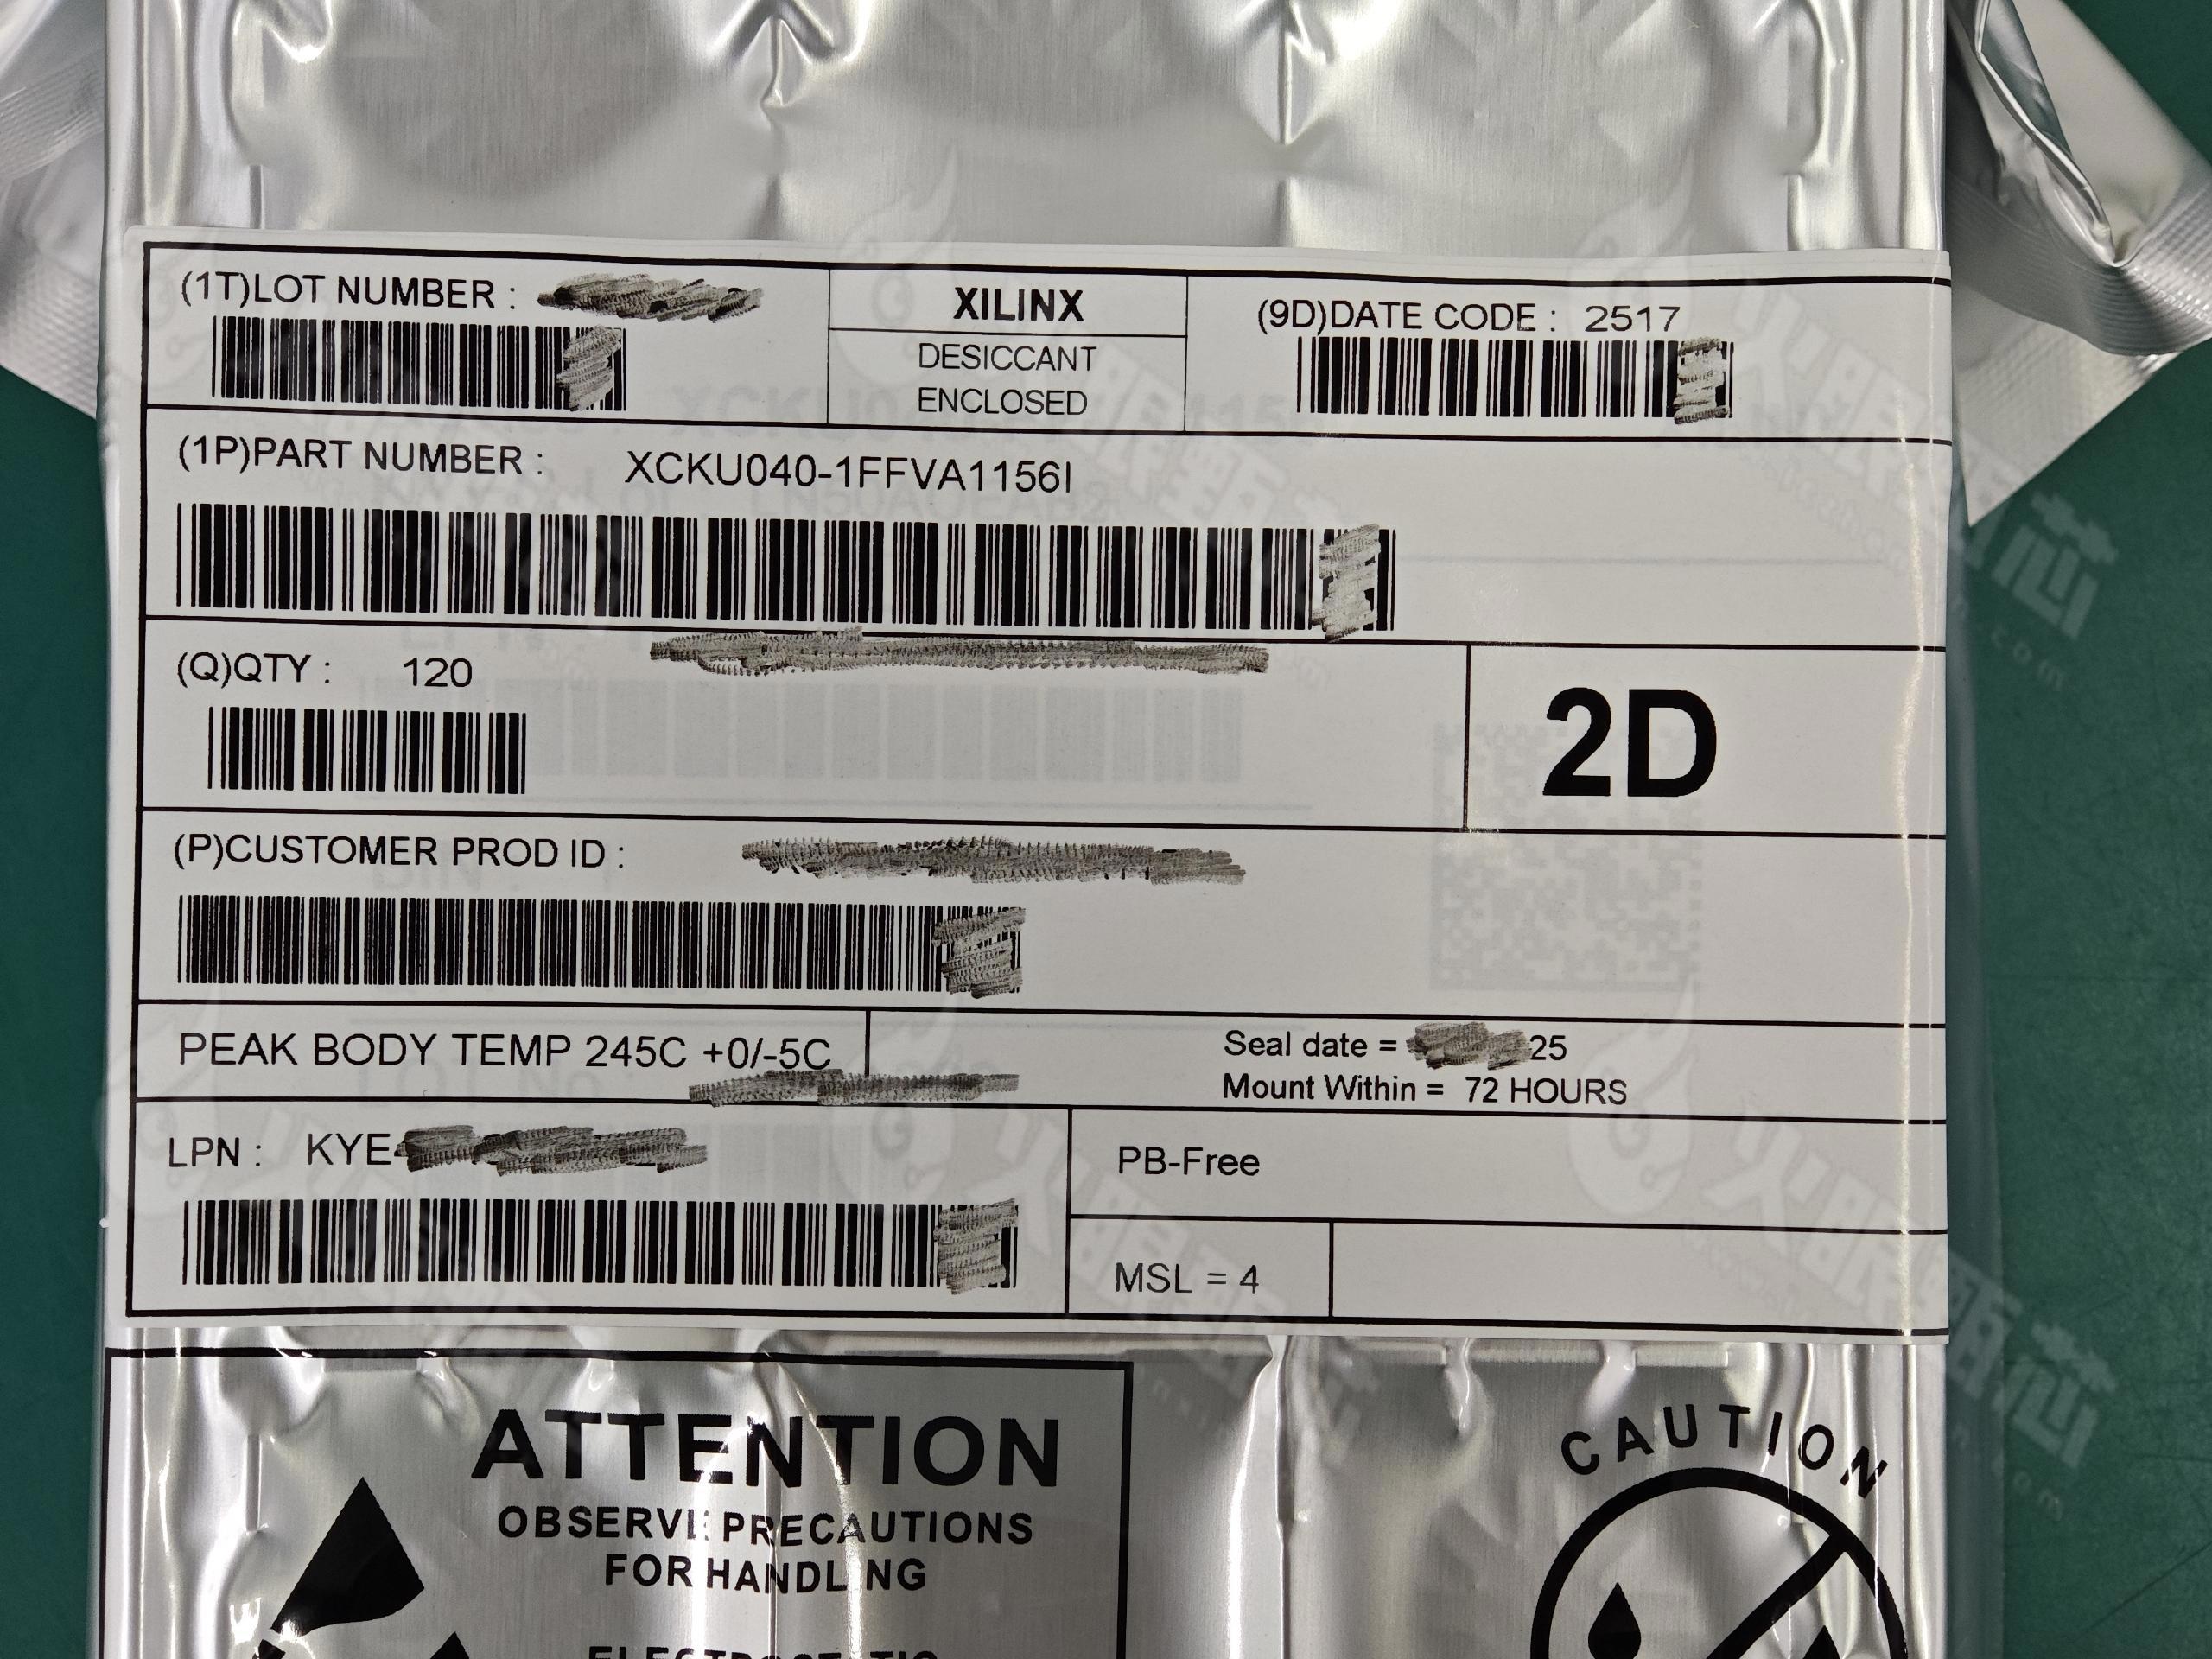 (1T)LOT NUMBER :
XILINX
DESICCANT
ENCLOSED
(9D)DATE CODE : 2517
(1P)PART NUMBER : XCKU040-1FFVA1156I
(Q)QTY : 120
2D
(P)CUSTOMER PROD ID :
PEAK BODY TEMP 245C +0/-5C
Seal date = 25
Mount Within = 72 HOURS
LPN : KYE
PB-Free
MSL = 4
ATTENTION
OBSERVE PRECAUTIONS
FOR HANDLING
CAUTION